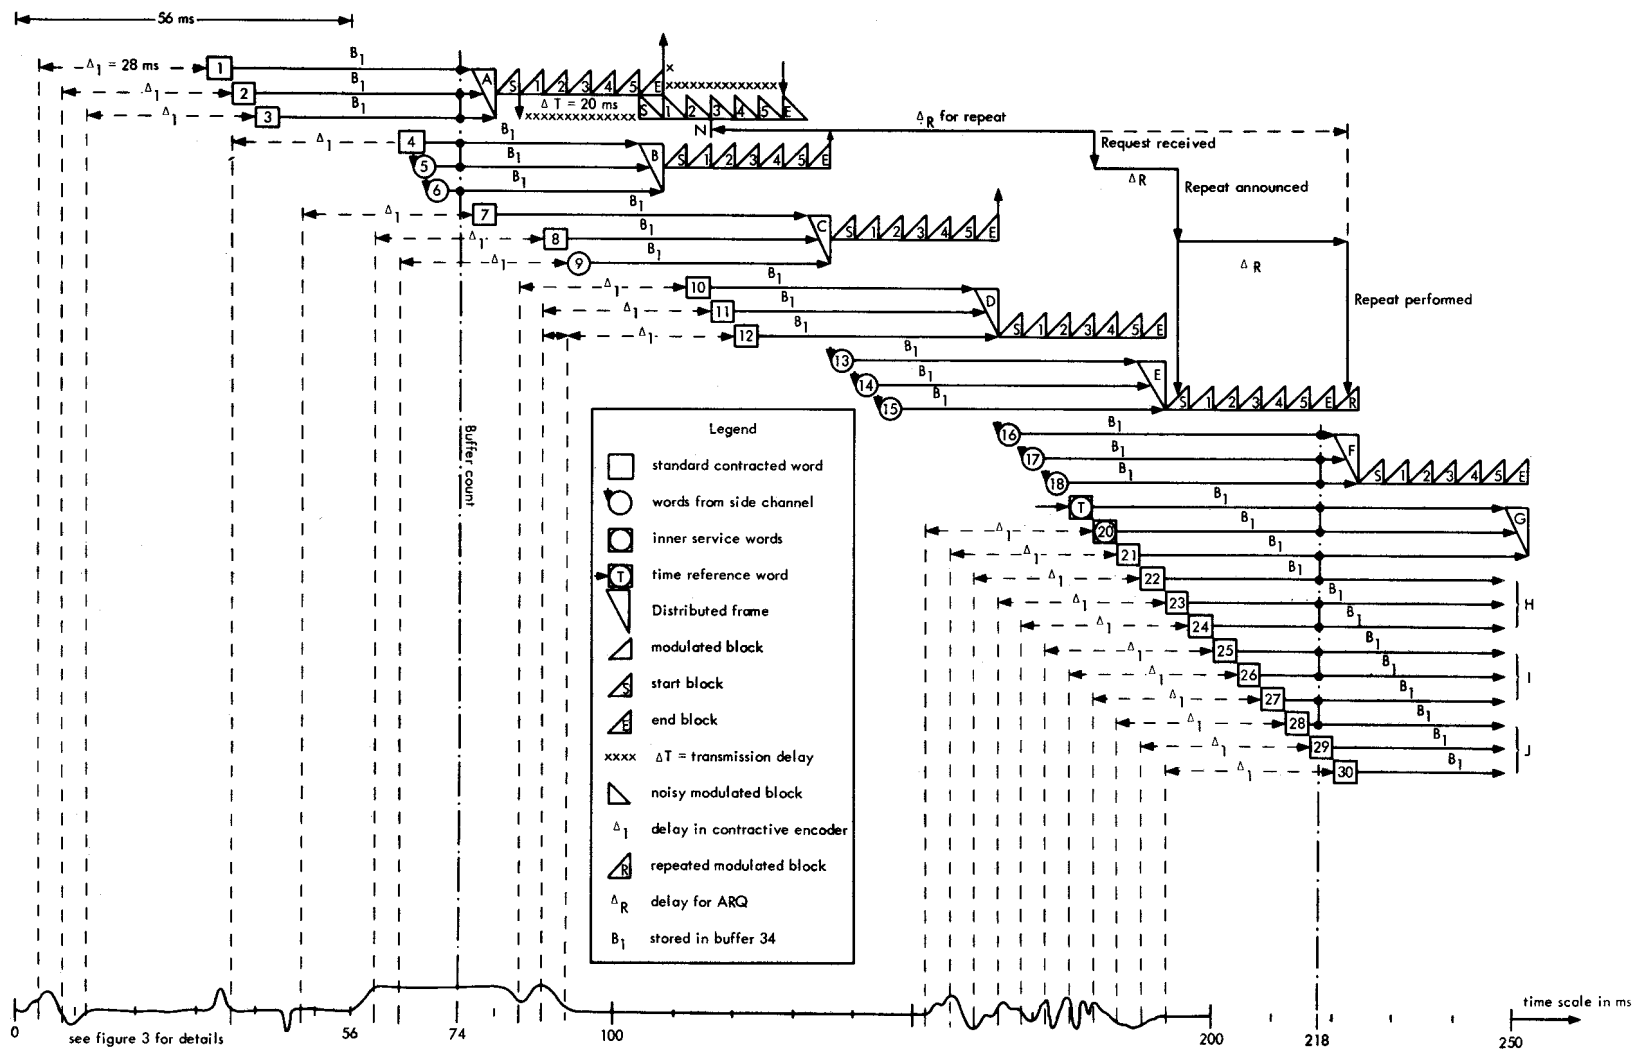 56 ms
Δ1 = 28 ms 1 B1 A S 1 2 3 4 5 E x
Δ1 2 B1 xxxxxxxxxxxxxx
Δ1 3 B1 Δ T = 20 ms S 1 2 3 4 5 E
xxxxxxxxxxxxxx
N ΔR for repeat
Δ1 4 B1 B S 1 2 3 4 5 E Request received
5 B1
6 B1 ΔR Repeat announced
Δ1 7 B1 C S 1 2 3 4 5 E
Δ1 8 B1
Δ1 9 B1 ΔR
Δ1 10 B1 D S 1 2 3 4 5 E Repeat performed
Δ1 11 B1
Δ1 12 B1
13 B1 E S 1 2 3 4 5 E R
14 B1
15 B1
Buffer count
16 B1 F S 1 2 3 4 5 E
17 B1
18 B1
T B1 G
Δ1 20 B1
Δ1 21 B1
Δ1 22 B1
Δ1 23 B1 H
Δ1 24 B1
Δ1 25 B1
Δ1 26 B1 I
Δ1 27 B1
Δ1 28 B1
Δ1 29 B1 J
Δ1 30 B1
Legend
standard contracted word
words from side channel
inner service words
T time reference word
Distributed frame
modulated block
S start block
E end block
xxxx ΔT = transmission delay
noisy modulated block
Δ1 delay in contractive encoder
R repeated modulated block
ΔR delay for ARQ
B1 stored in buffer 34
time scale in ms
0 56 74 100 200 218 250
see figure 3 for details